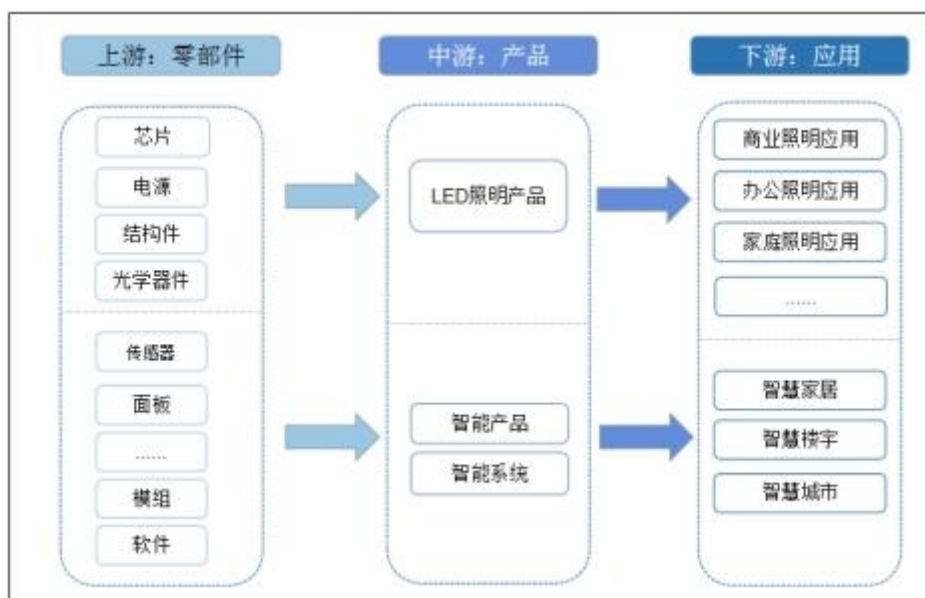 上游：零部件
芯片
电源
结构件
光学器件
传感器
面板
……
模组
软件
中游：产品
LED照明产品
智能产品
智能系统
下游：应用
商业照明应用
办公照明应用
家庭照明应用
……
智慧家居
智慧楼宇
智慧城市